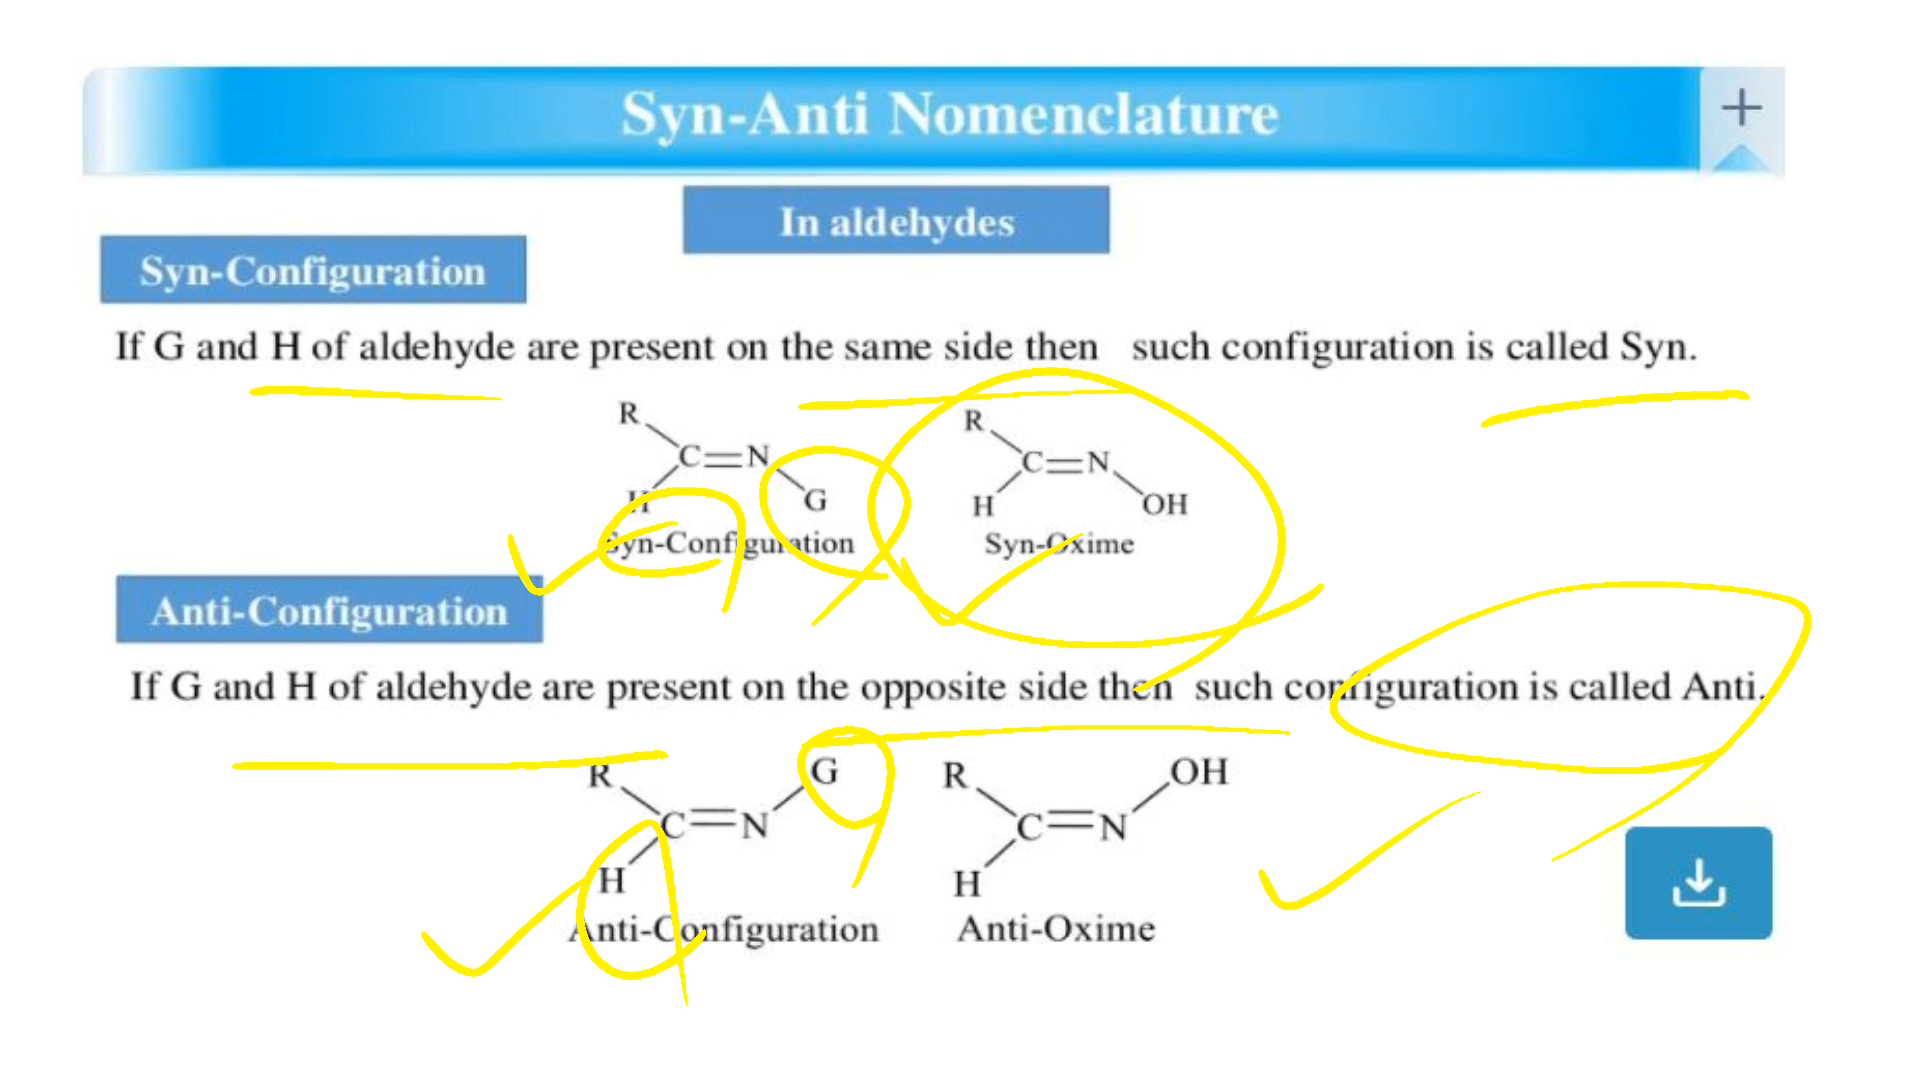 Syn-Anti Nomenclature
+
In aldehydes
Syn-Configuration
If G and H of aldehyde are present on the same side then such configuration is called Syn.
R
C=N
H
G
Syn-Configuration
R
C=N
H
OH
Syn-Oxime
Anti-Configuration
If G and H of aldehyde are present on the opposite side then such configuration is called Anti.
R
G
C=N
H
Anti-Configuration
R
OH
C=N
H
Anti-Oxime